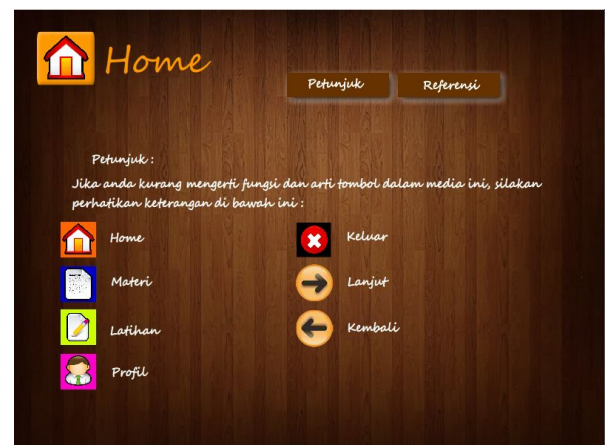 Home
Petunjuk
Referensi
Petunjuk :
Jika anda kurang mengerti fungsi dan arti tombol dalam media ini, silakan
perhatikan keterangan di bawah ini :
Home
Keluar
Materi
Lanjut
Latihan
Kembali
Profil